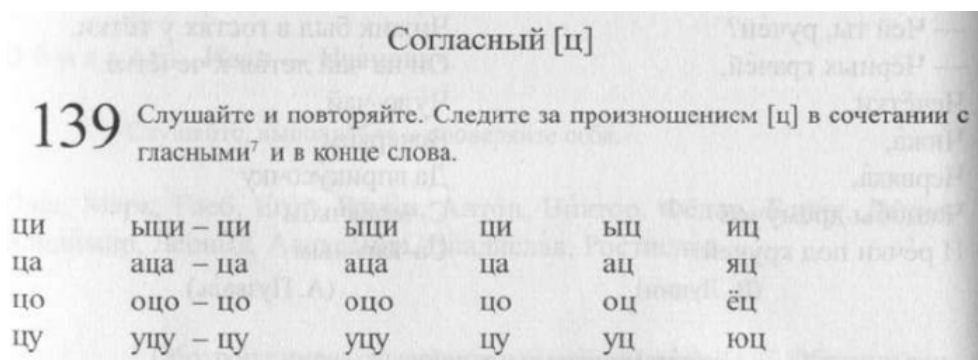 Согласный [ц]
139 Слушайте и повторяйте. Следите за произношением [ц] в сочетании с
гласными⁷ и в конце слова.
ци ыци – ци ыци ци ыц иц
ца аца – ца аца ца ац яц
цо оцо – цо оцо цо оц ёц
цу уцу – цу уцу цу уц юц